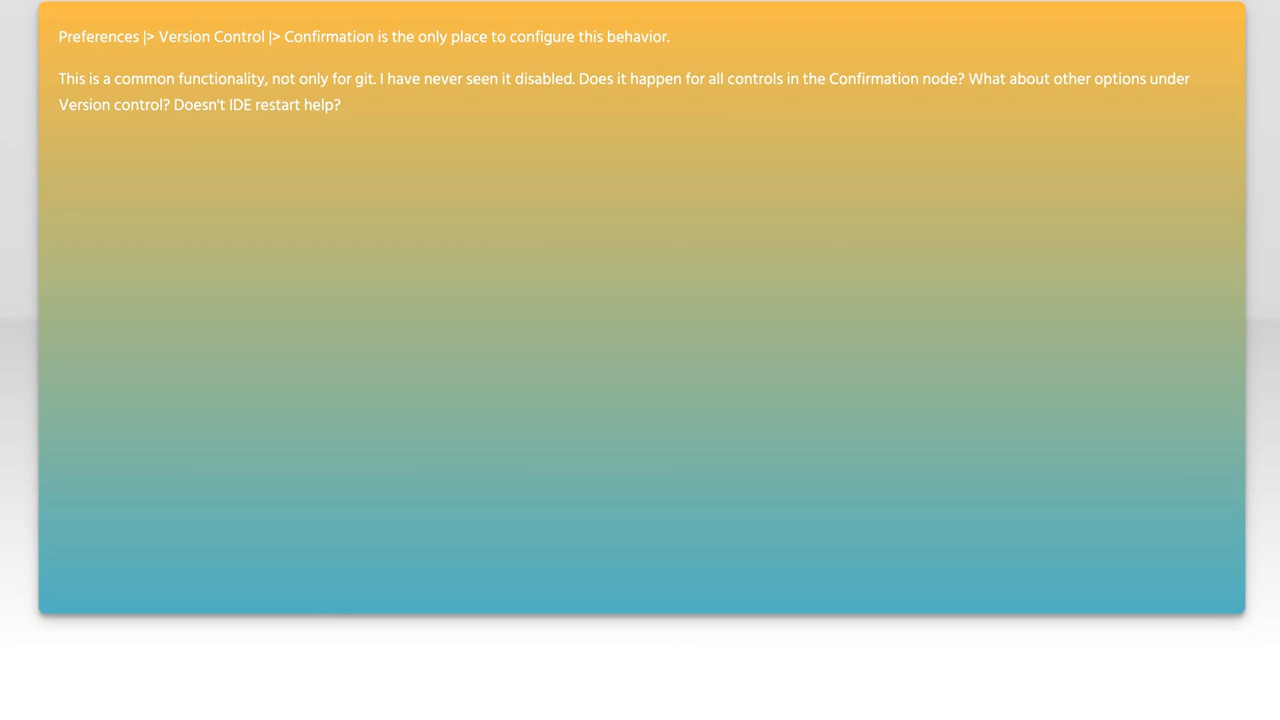 Preferences |> Version Control |> Confirmation is the only place to configure this behavior.
This is a common functionality, not only for git. I have never seen it disabled. Does it happen for all controls in the Confirmation node? What about other options under
Version control? Doesn't IDE restart help?